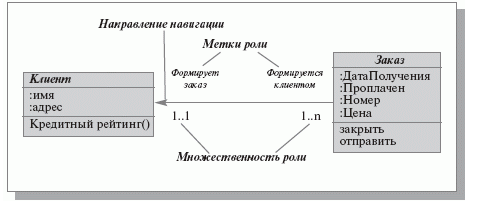 Направление навигации
Метки роли
Клиент
:имя
:адрес
Кредитный рейтинг()
Формирует
заказ
Формируется
клиентом
1..1
1..n
Множественность роли
Заказ
:ДатаПолучения
:Проплачен
:Номер
:Цена
закрыть
отправить